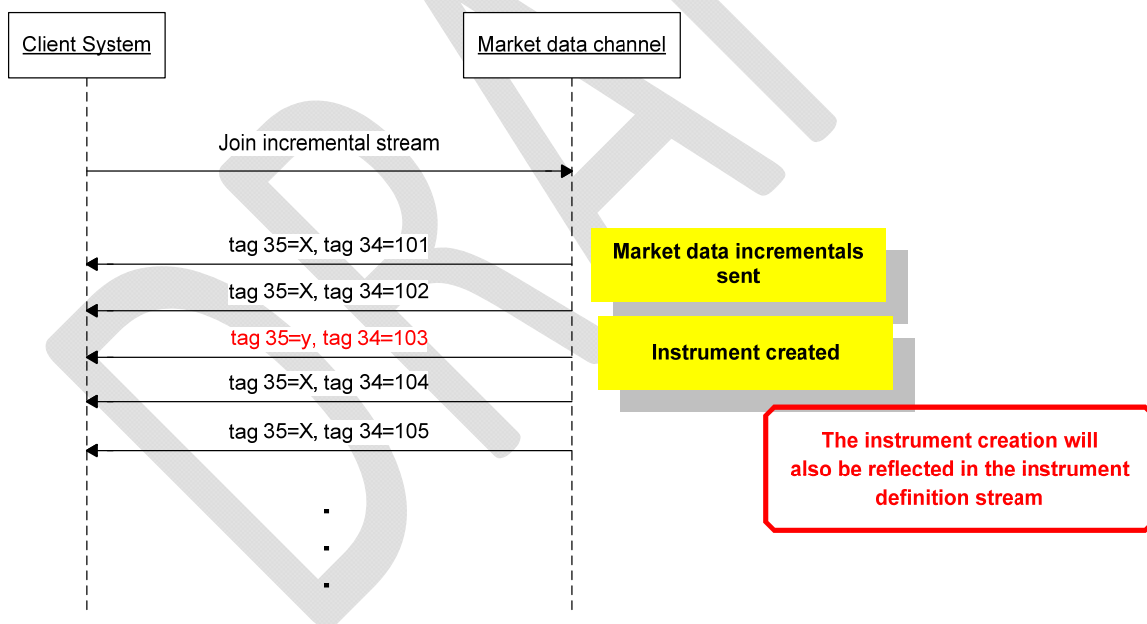 Client System
Market data channel
Join incremental stream
tag 35=X, tag 34=101
Market data incrementals
sent
tag 35=X, tag 34=102
tag 35=y, tag 34=103
Instrument created
tag 35=X, tag 34=104
tag 35=X, tag 34=105
The instrument creation will
also be reflected in the instrument
definition stream
.
.
.